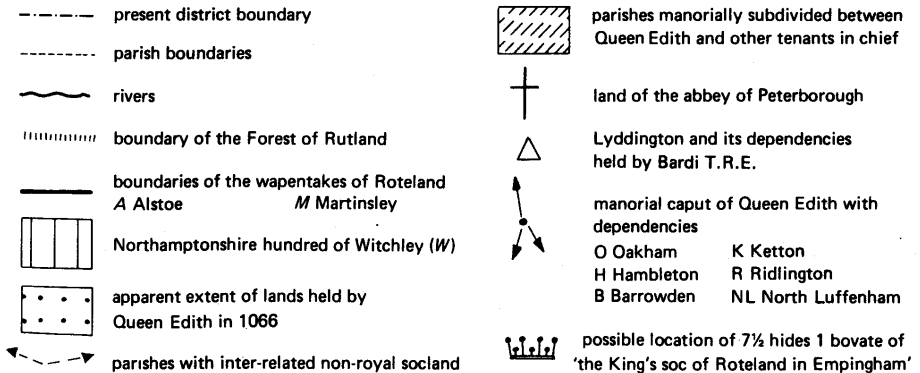 present district boundary
parish boundaries
rivers
boundary of the Forest of Rutland
boundaries of the wapentakes of Roteland
A Alstoe M Martinsley
Northamptonshire hundred of Witchley (W)
apparent extent of lands held by
Queen Edith in 1066
parishes with inter-related non-royal socland
parishes manorially subdivided between
Queen Edith and other tenants in chief
land of the abbey of Peterborough
Lyddington and its dependencies
held by Bardi T.R.E.
manorial caput of Queen Edith with
dependencies
O Oakham K Ketton
H Hambleton R Ridlington
B Barrowden NL North Luffenham
possible location of 7½ hides 1 bovate of
'the King's soc of Roteland in Empingham'